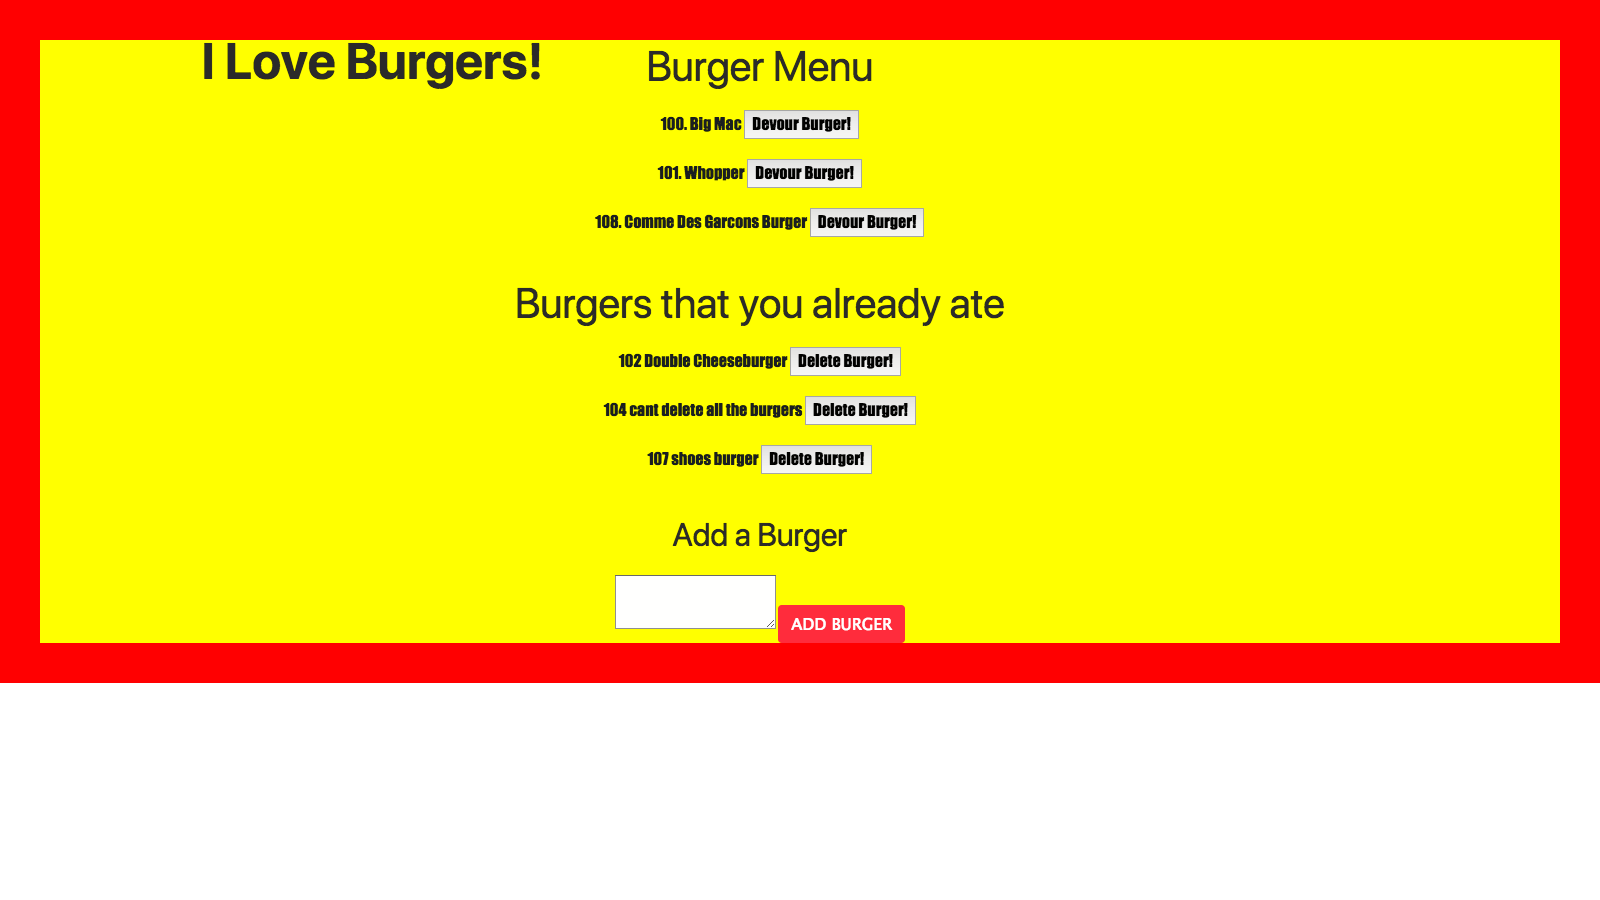 I Love Burgers!
Burger Menu
100. Big Mac Devour Burger!
101. Whopper Devour Burger!
108. Comme Des Garcons Burger Devour Burger!
Burgers that you already ate
102 Double Cheeseburger Delete Burger!
104 cant delete all the burgers Delete Burger!
107 shoes burger Delete Burger!
Add a Burger
ADD BURGER